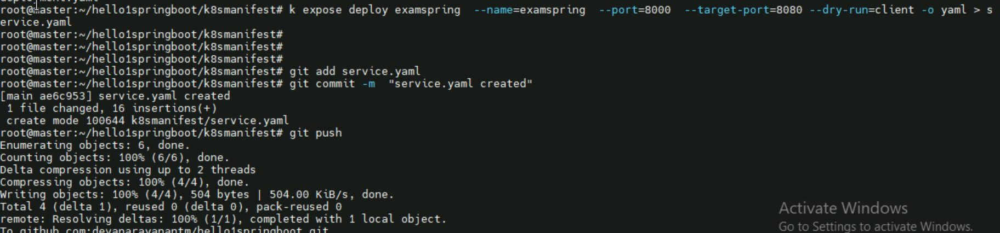 root@master:~/hello1springboot/k8smanifest# k expose deploy examspring  --name=examspring  --port=8000  --target-port=8080 --dry-run=client -o yaml > s
ervice.yaml
root@master:~/hello1springboot/k8smanifest#
root@master:~/hello1springboot/k8smanifest#
root@master:~/hello1springboot/k8smanifest#
root@master:~/hello1springboot/k8smanifest# git add service.yaml
root@master:~/hello1springboot/k8smanifest# git commit -m  "service.yaml created"
[main ae6c953] service.yaml created
 1 file changed, 16 insertions(+)
 create mode 100644 k8smanifest/service.yaml
root@master:~/hello1springboot/k8smanifest# git push
Enumerating objects: 6, done.
Counting objects: 100% (6/6), done.
Delta compression using up to 2 threads
Compressing objects: 100% (4/4), done.
Writing objects: 100% (4/4), 504 bytes | 504.00 KiB/s, done.
Total 4 (delta 1), reused 0 (delta 0), pack-reused 0
remote: Resolving deltas: 100% (1/1), completed with 1 local object.
To github.com:devanarayanantm/hello1springboot.git
Activate Windows
Go to Settings to activate Windows.